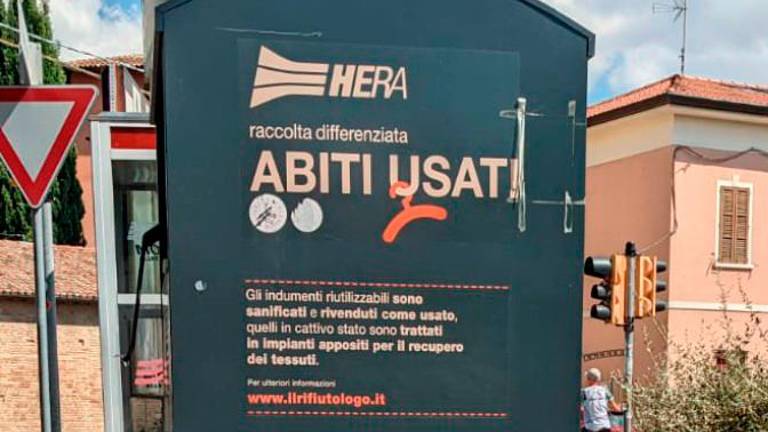 HERA
raccolta differenziata
ABITI USATI
Gli indumenti riutilizzabili sono
sanificati e rivenduti come usato,
quelli in cattivo stato sono trattati
in impianti appositi per il recupero
dei tessuti.
Per ulteriori informazioni
www.ilrifiutologo.it